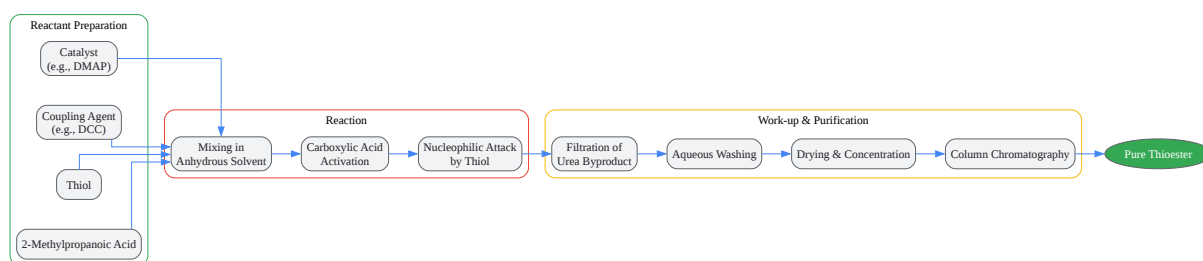 Reactant Preparation
Catalyst
(e.g., DMAP)
Coupling Agent
(e.g., DCC)
Thiol
2-Methylpropanoic Acid
Reaction
Mixing in
Anhydrous Solvent
Carboxylic Acid
Activation
Nucleophilic Attack
by Thiol
Work-up & Purification
Filtration of
Urea Byproduct
Aqueous Washing
Drying & Concentration
Column Chromatography
Pure Thioester